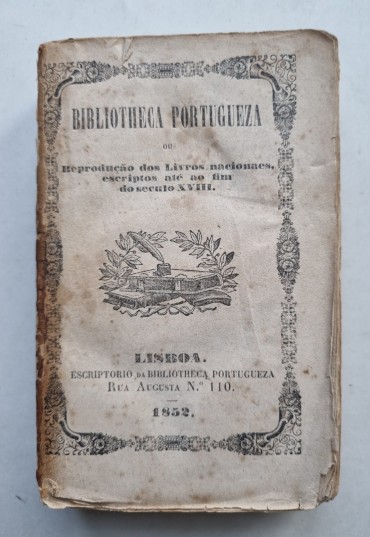 BIBLIOTHECA PORTUGUEZA
OU
Reproducção dos Livros nacionaes,
escriptos até ao fim
do seculo XVIII.
LISBOA.
ESCRIPTORIO DA BIBLIOTHECA PORTUGUEZA
RUA AUGUSTA N.º 110.
1852.